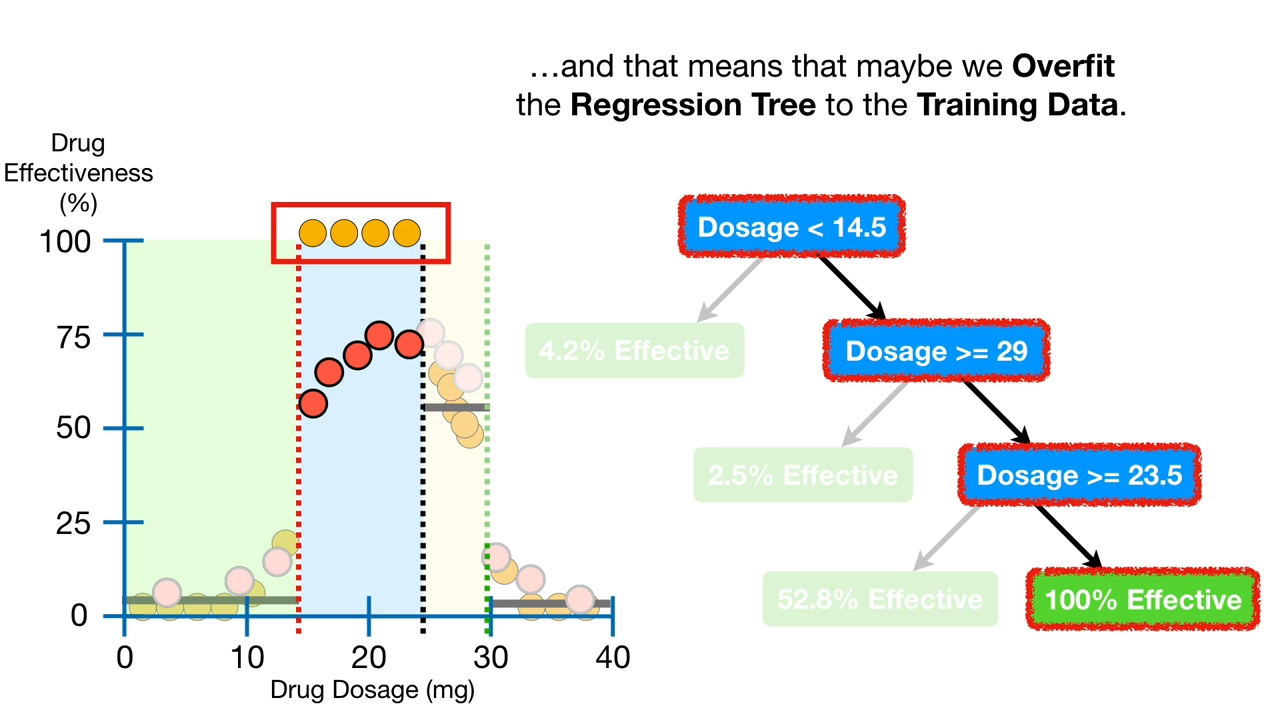 …and that means that maybe we Overfit
the Regression Tree to the Training Data.
Drug
Effectiveness
(%)
100
75
50
25
0
0
10
20
30
40
Drug Dosage (mg)
Dosage < 14.5
4.2% Effective
Dosage >= 29
2.5% Effective
Dosage >= 23.5
52.8% Effective
100% Effective